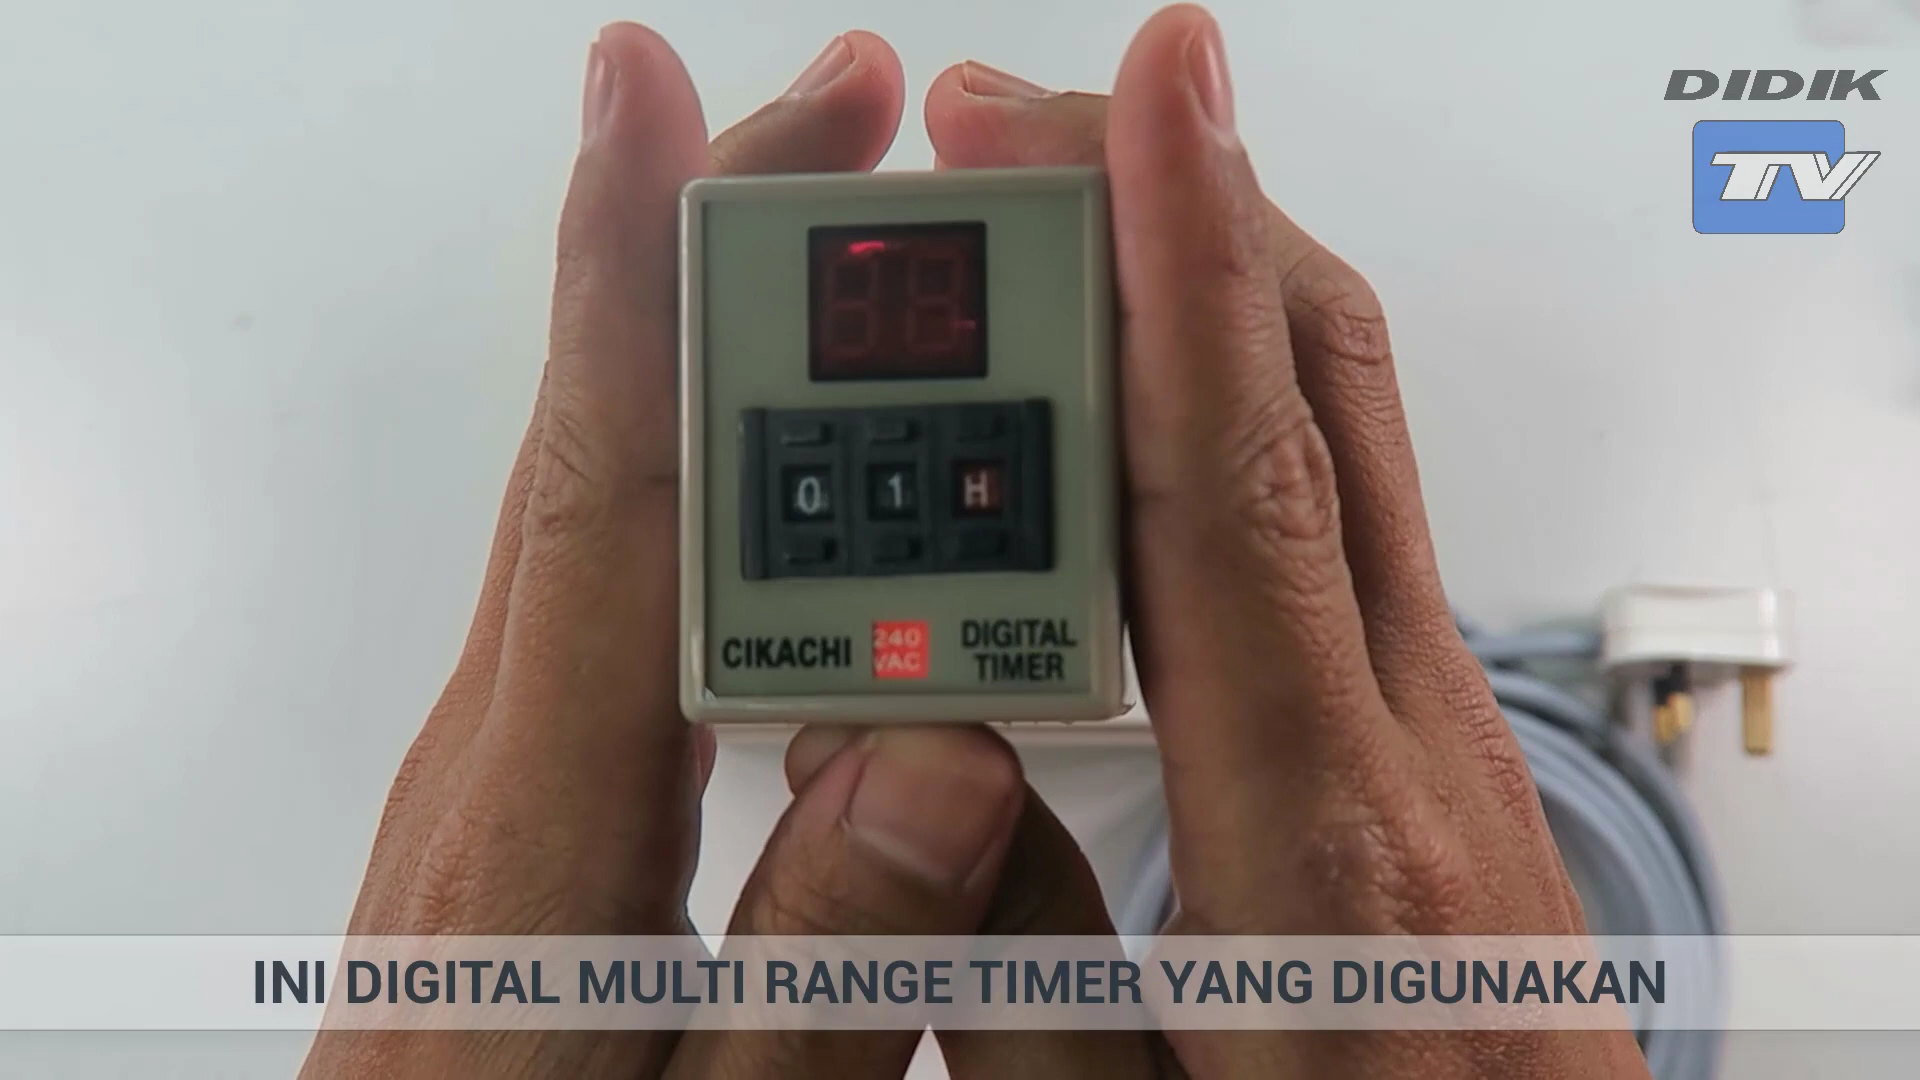 DIDIK
TV
0 1 H
CIKACHI
240
VAC
DIGITAL
TIMER
INI DIGITAL MULTI RANGE TIMER YANG DIGUNAKAN